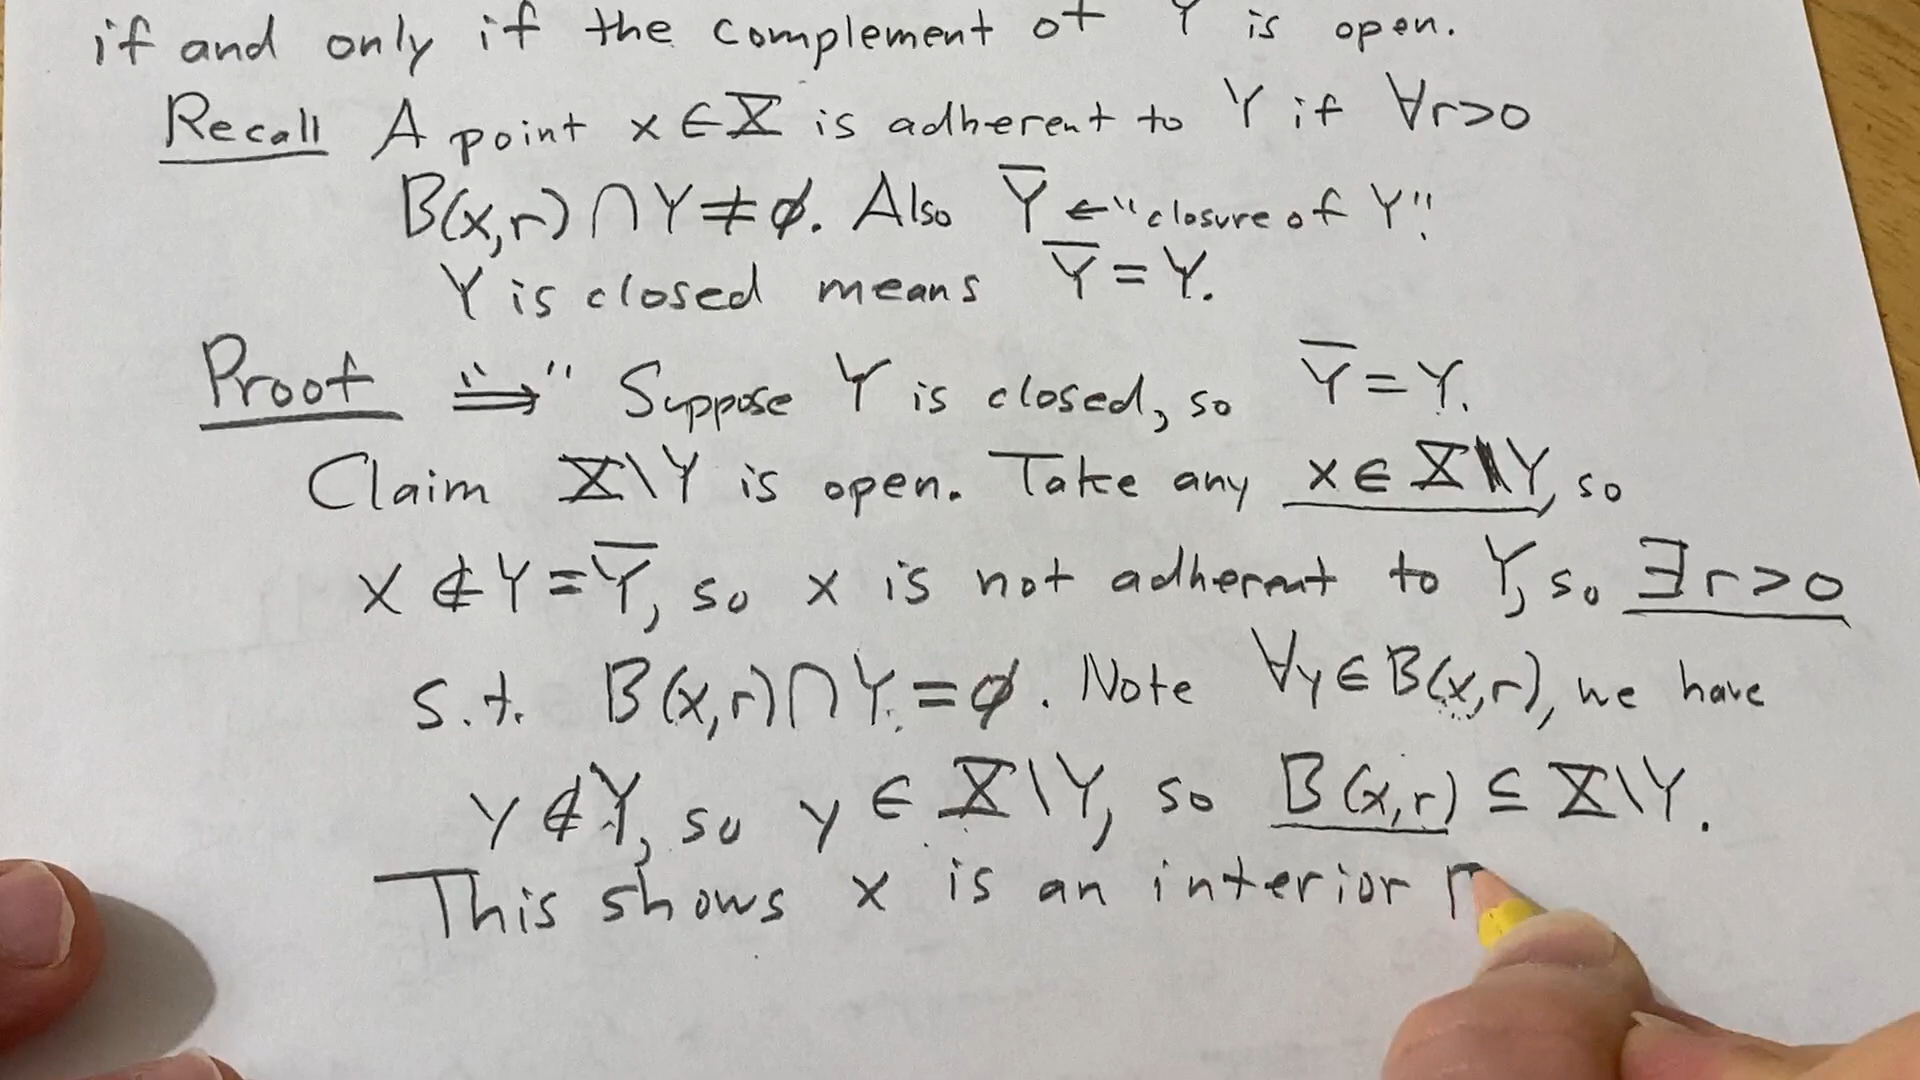 if and only if the complement of Y is open.
Recall A point x ∈ X is adherent to Y if ∀r>0
B(x,r) ∩ Y ≠ ∅. Also Y̅ ← "closure of Y".
Y is closed means Y̅ = Y.
Proof "⟹" Suppose Y is closed, so Y̅ = Y.
Claim X\Y is open. Take any x ∈ X\Y, so
x ∉ Y = Y̅, so x is not adherent to Y, so ∃r>0
s.t. B(x,r) ∩ Y = ∅. Note ∀y ∈ B(x,r), we have
y ∉ Y, so y ∈ X\Y, so B(x,r) ⊆ X\Y.
This shows x is an interior